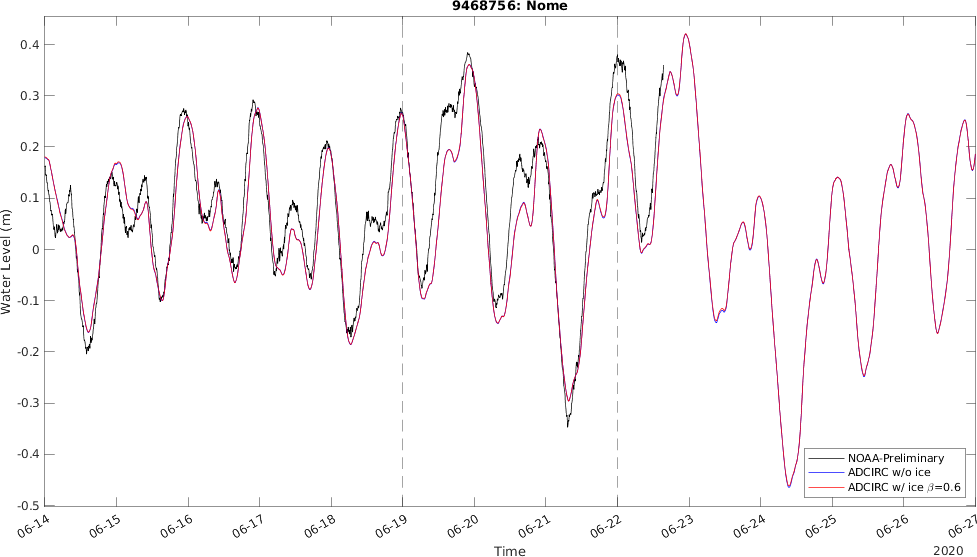 9468756: Nome
0.4
0.3
0.2
0.1
0
-0.1
-0.2
-0.3
-0.4
-0.5
Water Level (m)
NOAA-Preliminary
ADCIRC w/o ice
ADCIRC w/ ice β=0.6
06-14 06-15 06-16 06-17 06-18 06-19 06-20 06-21 06-22 06-23 06-24 06-25 06-26 06-27
Time
2020